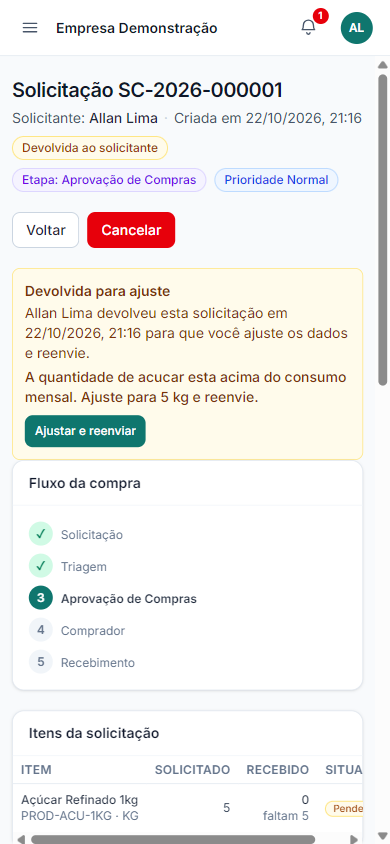 Empresa Demonstração
1
AL
Solicitação SC-2026-000001
Solicitante: Allan Lima · Criada em 22/10/2026, 21:16
Devolvida ao solicitante
Etapa: Aprovação de Compras
Prioridade Normal
Voltar
Cancelar
Devolvida para ajuste
Allan Lima devolveu esta solicitação em
22/10/2026, 21:16 para que você ajuste os dados
e reenvie.
A quantidade de acucar esta acima do consumo
mensal. Ajuste para 5 kg e reenvie.
Ajustar e reenviar
Fluxo da compra
✓ Solicitação
✓ Triagem
3 Aprovação de Compras
4 Comprador
5 Recebimento
Itens da solicitação
ITEM SOLICITADO RECEBIDO SITUA
Açúcar Refinado 1kg 5 0 Pende
PROD-ACU-1KG · KG faltam 5